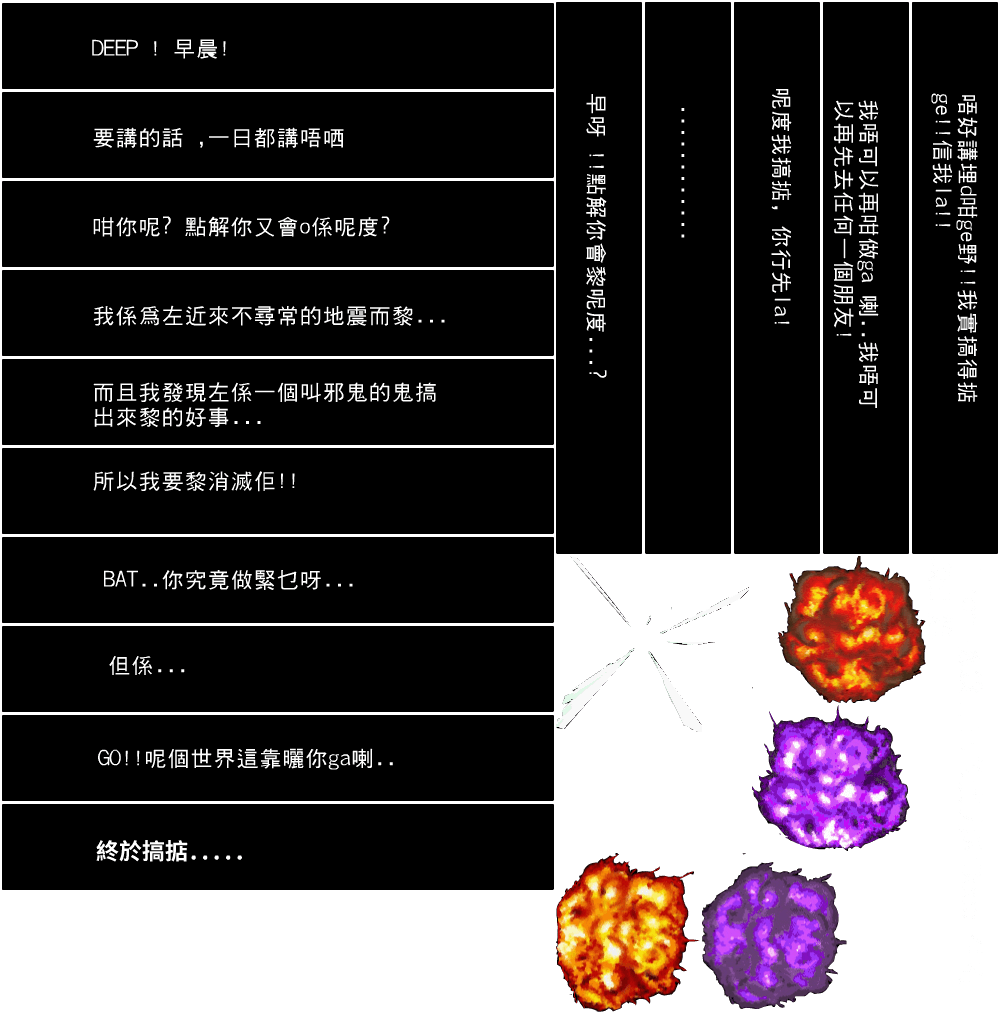 DEEP ! 早晨!
要講的話 ,一日都講唔哂
咁你呢? 點解你又會o係呢度?
我係爲左近來不尋常的地震而黎...
而且我發現左係一個叫邪鬼的鬼搞
出來黎的好事...
所以我要黎消滅佢!!
BAT..你究竟做緊乜呀...
但係...
GO!!呢個世界這靠曬你ga喇..
終於搞掂.....
早呀 !!點解你會黎呢度...?
...........
呢度我搞掂, 你行先la!
我唔可以再咁做ga 喇..我唔可
以再先去任何一個朋友!
唔好講埋d咁ge野!!我實搞得掂
ge!!信我la!!